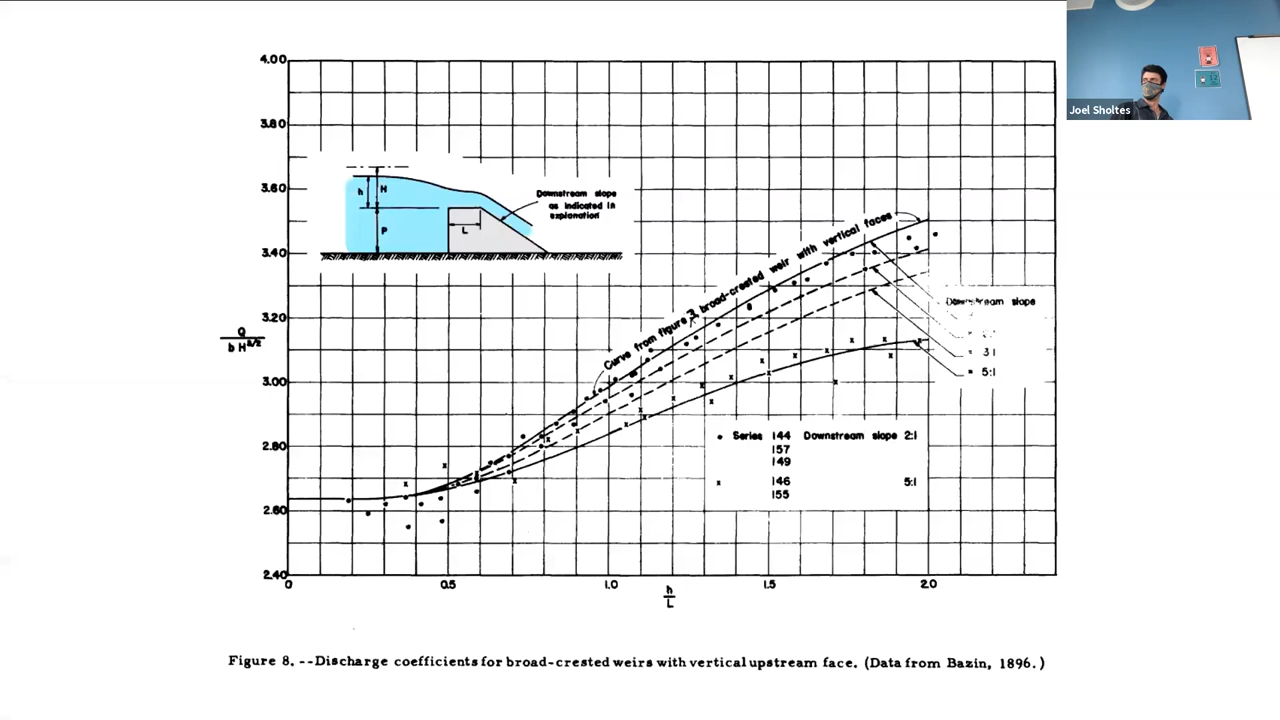 Joel Sholtes
4.00
3.80
3.60
3.40
3.20
3.00
2.80
2.60
2.40
Q
b H^3/2
h
H
P
L
Downstream slope
as indicated in
explanation
Curve from figure 3, broad-crested weir with vertical faces
Downstream slope
3:1
5:1
Series 144 Downstream slope 2:1
157
149
146 5:1
155
0
0.5
1.0
1.5
2.0
h
L
Figure 8. --Discharge coefficients for broad-crested weirs with vertical upstream face. (Data from Bazin, 1896.)